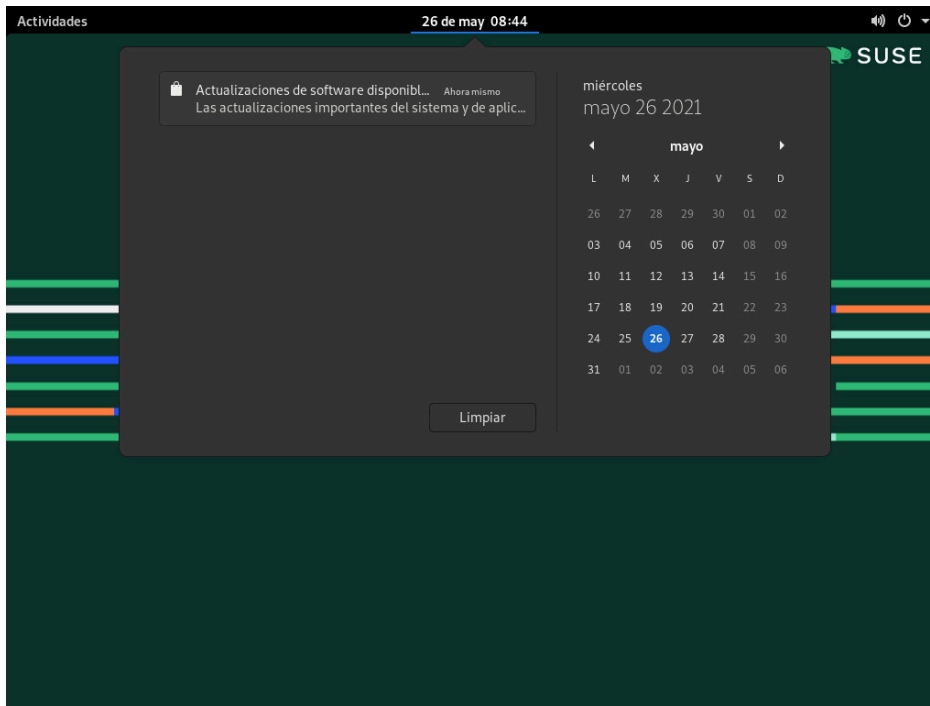 Actividades
26 de may 08:44
SUSE
Actualizaciones de software disponibl... Ahora mismo
Las actualizaciones importantes del sistema y de aplic...
Limpiar
miércoles
mayo 26 2021
mayo
L M X J V S D
26 27 28 29 30 01 02
03 04 05 06 07 08 09
10 11 12 13 14 15 16
17 18 19 20 21 22 23
24 25 26 27 28 29 30
31 01 02 03 04 05 06